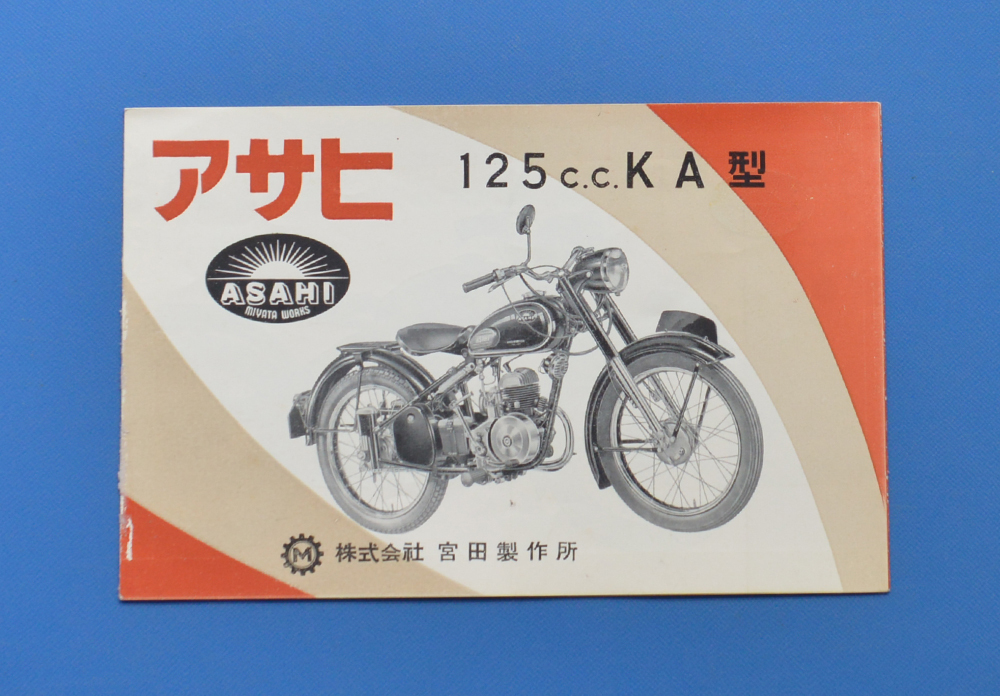 アサヒ
125c.c.KA型
ASAHI
MIYATA WORKS
M
株式会社 宮田製作所